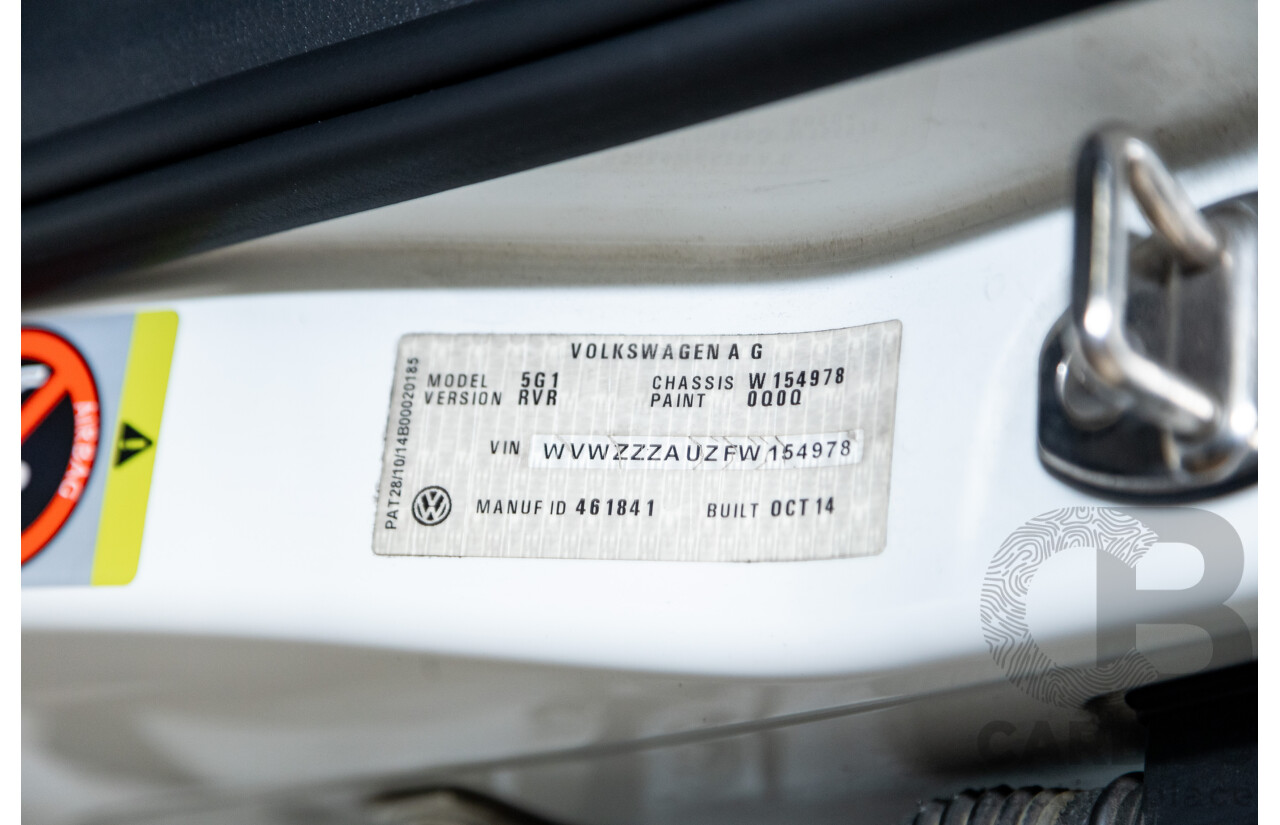 VOLKSWAGEN A G
MODEL 5G1 CHASSIS W 154978
VERSION RVR PAINT 0Q0Q
VIN WVWZZZAUZFW154978
MANUF ID 461841 BUILT OCT 14
PAT28/10/14B00020185
AIRBAG
CB